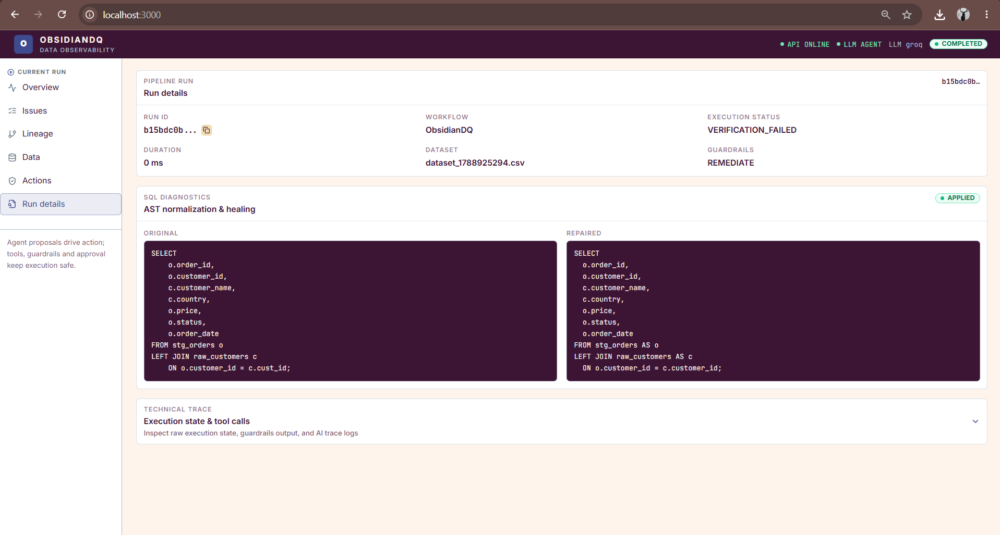 localhost:3000
O
OBSIDIANDQ
DATA OBSERVABILITY
API ONLINE
LLM AGENT
LLM groq
COMPLETED
CURRENT RUN
Overview
Issues
Lineage
Data
Actions
Run details
Agent proposals drive action;
tools, guardrails and approval
keep execution safe.
PIPELINE RUN
b15bdc0b…
Run details
RUN ID
b15bdc0b...
WORKFLOW
ObsidianDQ
EXECUTION STATUS
VERIFICATION_FAILED
DURATION
0 ms
DATASET
dataset_1788925294.csv
GUARDRAILS
REMEDIATE
SQL DIAGNOSTICS
AST normalization & healing
APPLIED
ORIGINAL
SELECT
    o.order_id,
    o.customer_id,
    c.customer_name,
    c.country,
    o.price,
    o.status,
    o.order_date
FROM stg_orders o
LEFT JOIN raw_customers c
    ON o.customer_id = c.cust_id;
REPAIRED
SELECT
  o.order_id,
  o.customer_id,
  c.customer_name,
  c.country,
  o.price,
  o.status,
  o.order_date
FROM stg_orders AS o
LEFT JOIN raw_customers AS c
  ON o.customer_id = c.customer_id;
TECHNICAL TRACE
Execution state & tool calls
Inspect raw execution state, guardrails output, and AI trace logs